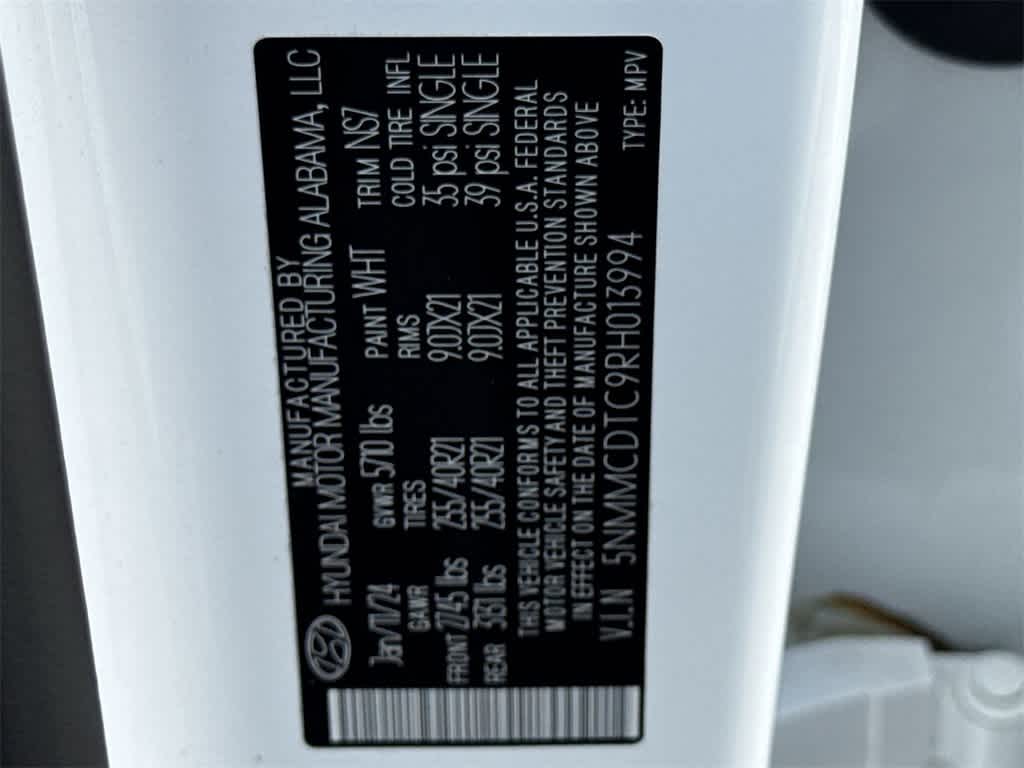 MANUFACTURED BY
HYUNDAI MOTOR MANUFACTURING ALABAMA, LLC
Jan/11/24 GVWR 5710 lbs PAINT WHT TRIM NS7
GAWR TIRES RIMS COLD TIRE INFL
FRONT 2745 lbs 255/40R21 9.0JX21 35 psi SINGLE
REAR 3131 lbs 255/40R21 9.0JX21 39 psi SINGLE
THIS VEHICLE CONFORMS TO ALL APPLICABLE U.S.A. FEDERAL
MOTOR VEHICLE SAFETY AND THEFT PREVENTION STANDARDS
IN EFFECT ON THE DATE OF MANUFACTURE SHOWN ABOVE
V.I.N 5NMMCDTC9RH013994 TYPE: MPV